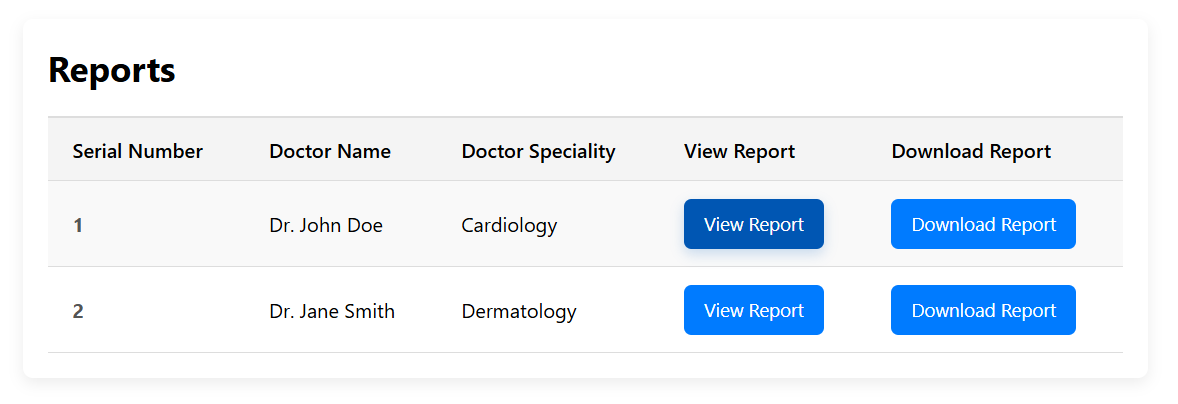 Reports
Serial Number Doctor Name Doctor Speciality View Report Download Report
1 Dr. John Doe Cardiology View Report Download Report
2 Dr. Jane Smith Dermatology View Report Download Report